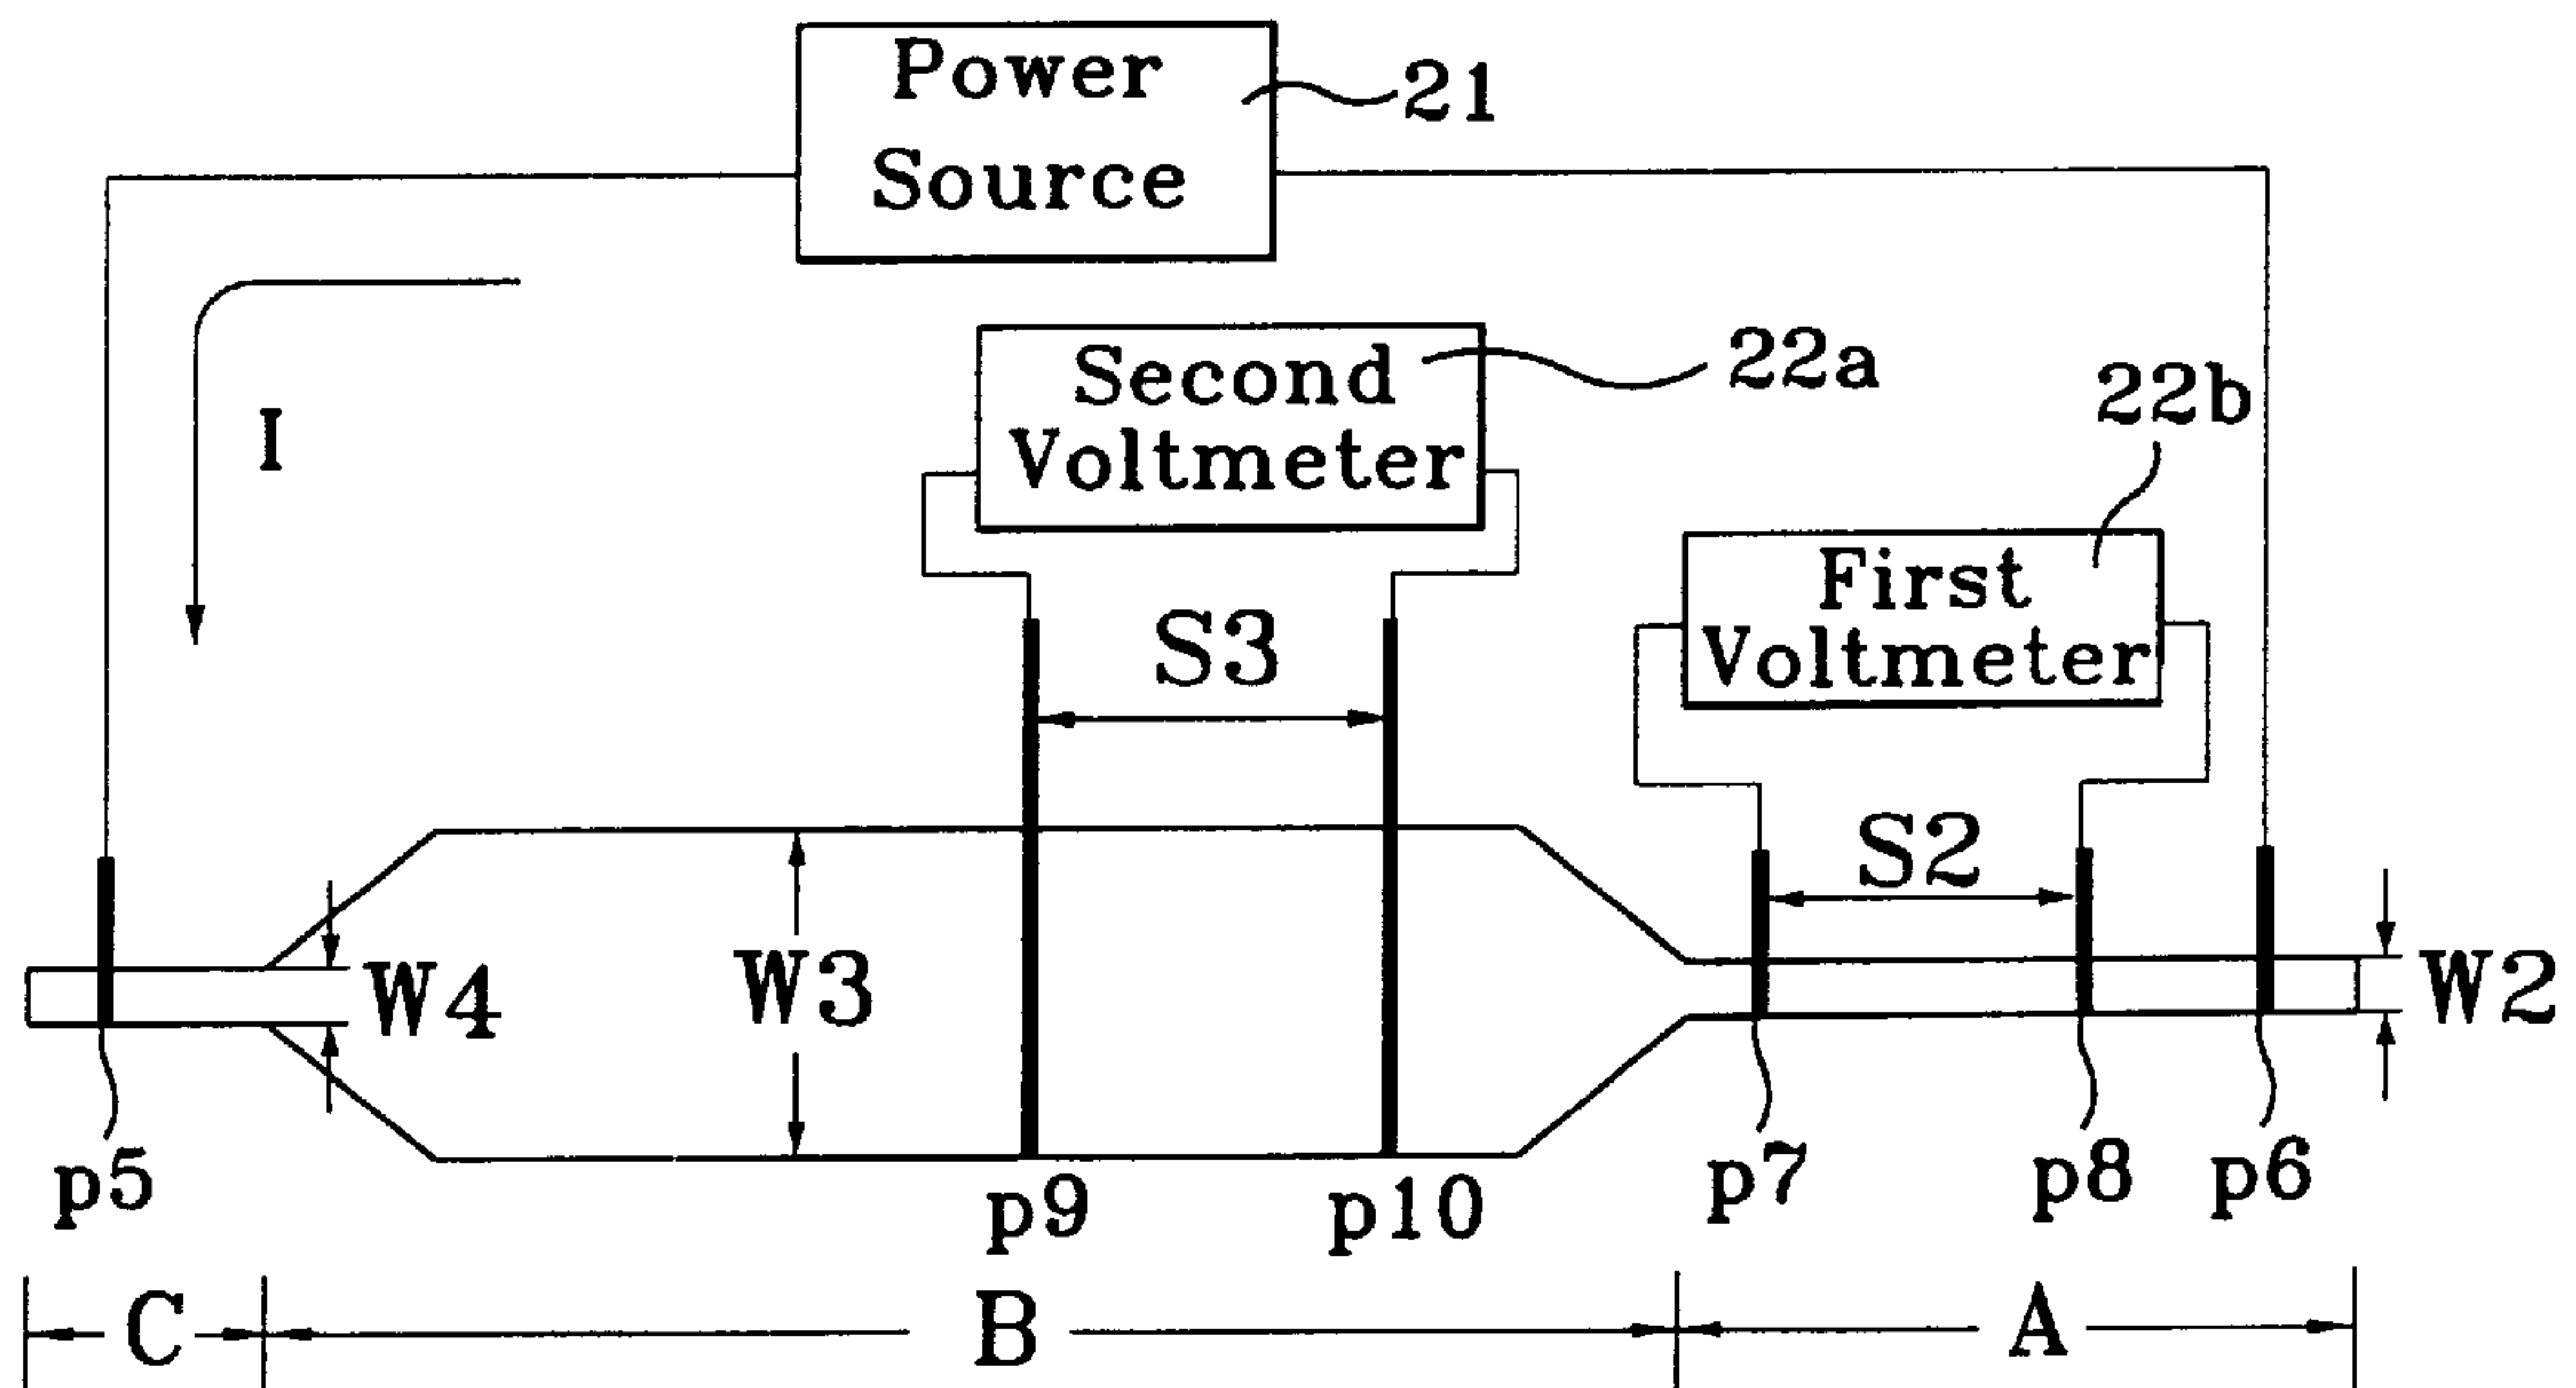 Power
Source
21
I
Second
Voltmeter
22a
22b
First
Voltmeter
S3
S2
W4
W3
W2
p5
p9
p10
p7
p8
p6
C
B
A